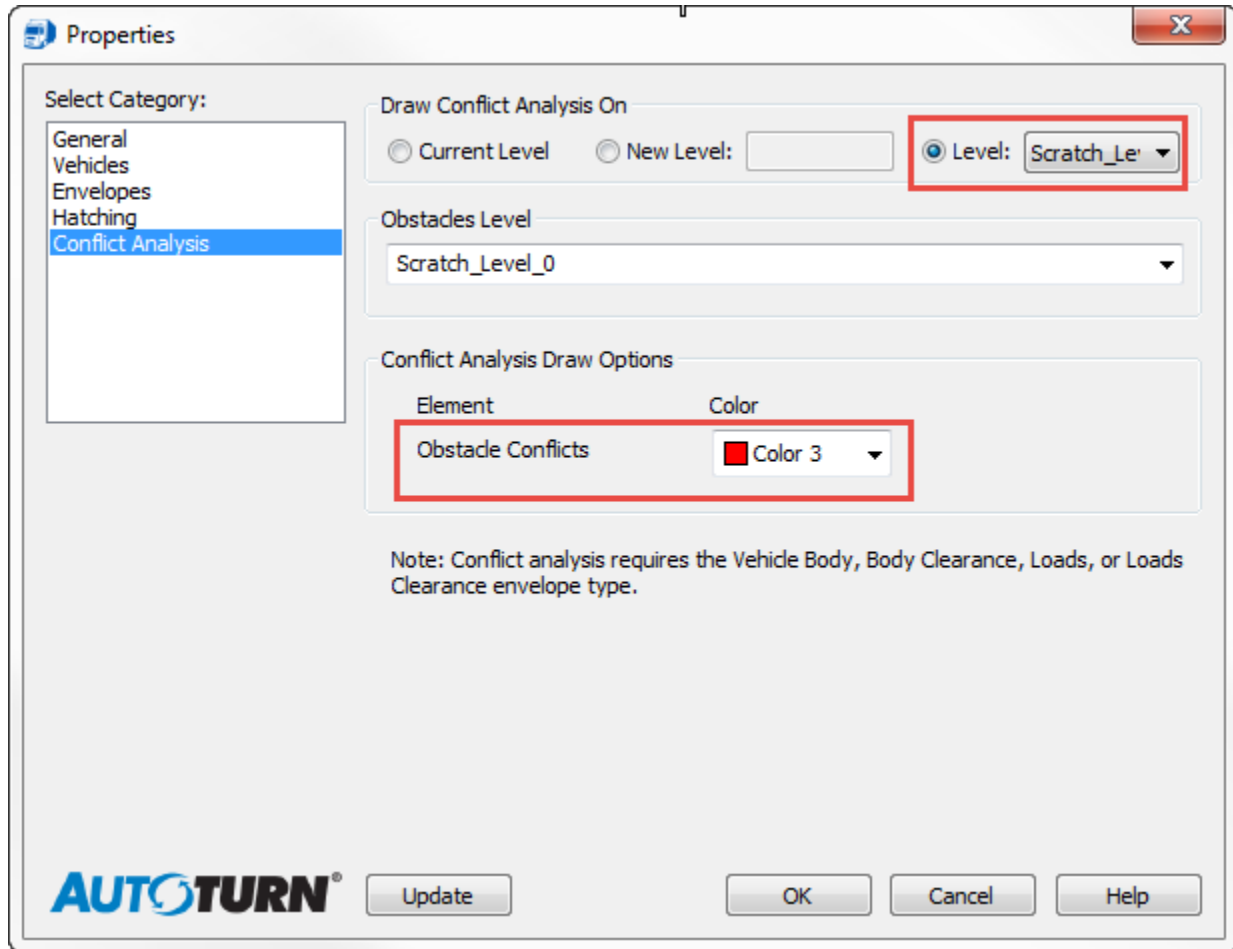 Properties
Select Category:
General
Vehicles
Envelopes
Hatching
Conflict Analysis
Draw Conflict Analysis On
Current Level New Level: Level: Scratch_Le
Obstacles Level
Scratch_Level_0
Conflict Analysis Draw Options
Element Color
Obstacle Conflicts Color 3
Note: Conflict analysis requires the Vehicle Body, Body Clearance, Loads, or Loads
Clearance envelope type.
AUTOTURN® Update OK Cancel Help